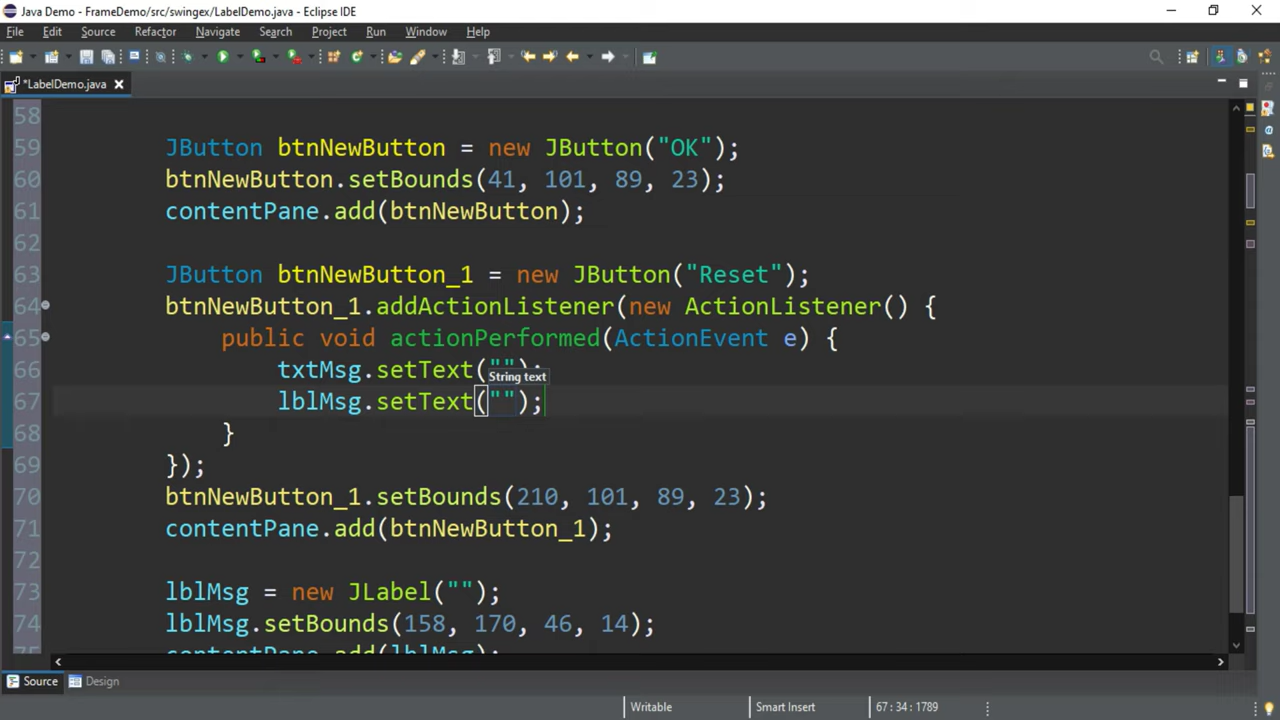 Java Demo - FrameDemo/src/swingex/LabelDemo.java - Eclipse IDE
File Edit Source Refactor Navigate Search Project Run Window Help
*LabelDemo.java
58
59 JButton btnNewButton = new JButton("OK");
60 btnNewButton.setBounds(41, 101, 89, 23);
61 contentPane.add(btnNewButton);
62
63 JButton btnNewButton_1 = new JButton("Reset");
64 btnNewButton_1.addActionListener(new ActionListener() {
65 public void actionPerformed(ActionEvent e) {
66 txtMsg.setText("");
String text
67 lblMsg.setText("");
68 }
69 });
70 btnNewButton_1.setBounds(210, 101, 89, 23);
71 contentPane.add(btnNewButton_1);
72
73 lblMsg = new JLabel("");
74 lblMsg.setBounds(158, 170, 46, 14);
75 contentPane.add(lblMsg);
Source Design
Writable Smart Insert 67 : 34 : 1789